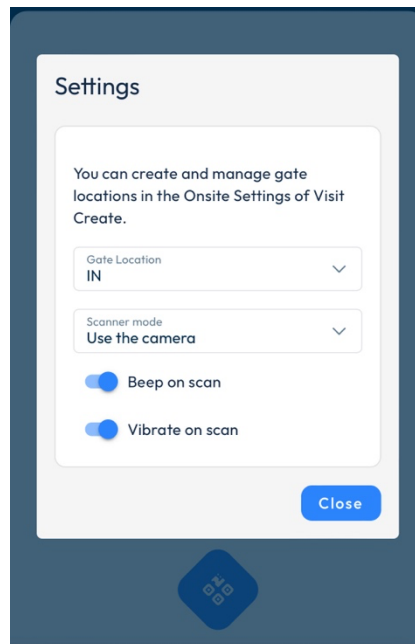 Settings
You can create and manage gate
locations in the Onsite Settings of Visit
Create.
Gate Location
IN
Scanner mode
Use the camera
Beep on scan
Vibrate on scan
Close